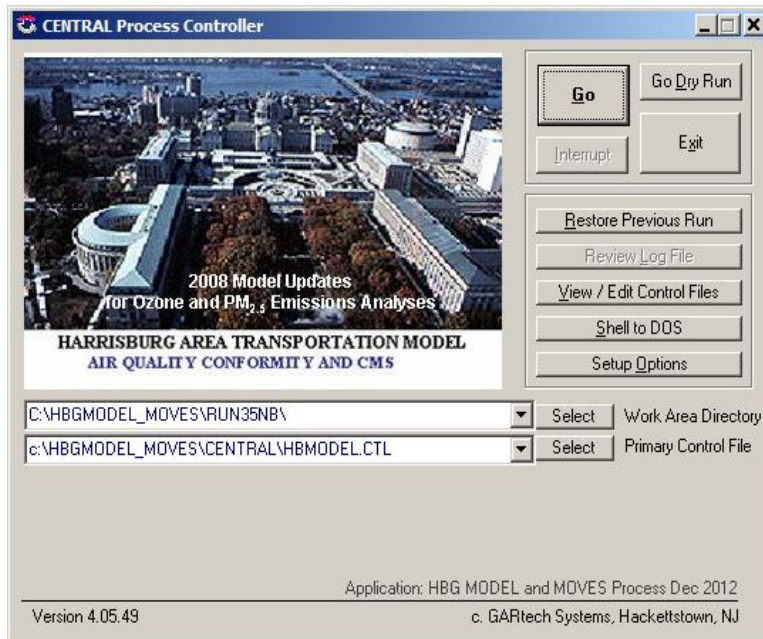 CENTRAL Process Controller
Go
Go Dry Run
Interrupt
Exit
2008 Model Updates
for Ozone and PM2.5 Emissions Analyses
HARRISBURG AREA TRANSPORTATION MODEL
AIR QUALITY CONFORMITY AND CMS
Restore Previous Run
Review Log File
View / Edit Control Files
Shell to DOS
Setup Options
C:\HBGMODEL_MOVES\RUN35NB\ Select Work Area Directory
c:\HBGMODEL_MOVES\CENTRAL\HBMODEL.CTL Select Primary Control File
Application: HBG MODEL and MOVES Process Dec 2012
Version 4.05.49 c. GARtech Systems, Hackettstown, NJ